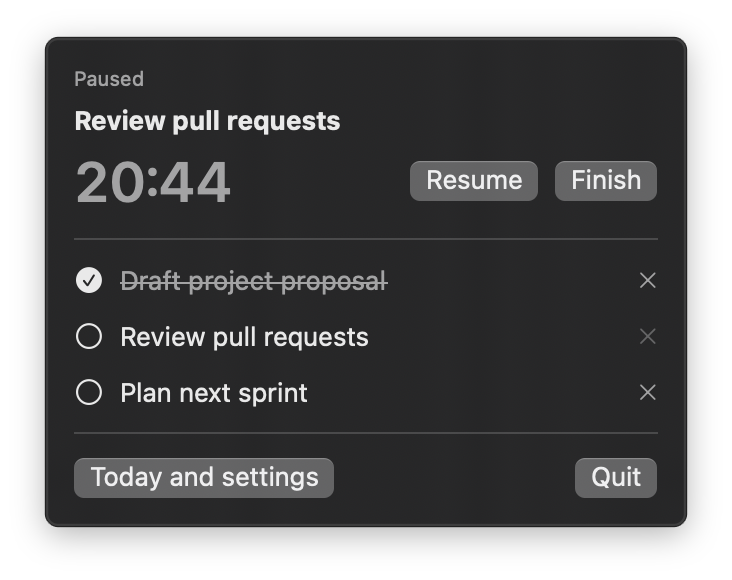 Paused
Review pull requests
20:44 Resume Finish
Draft project proposal
Review pull requests
Plan next sprint
Today and settings Quit